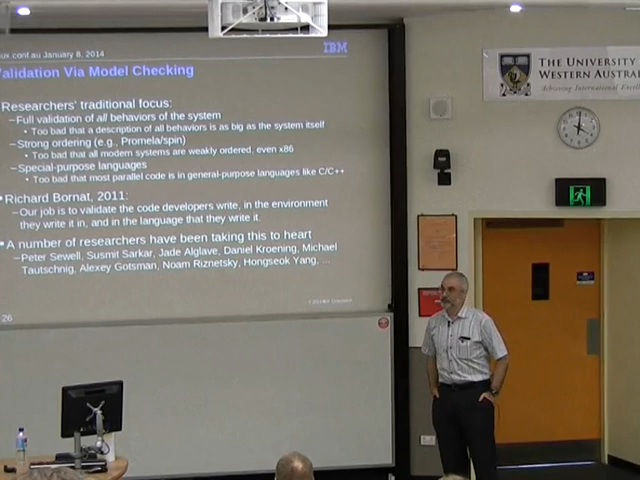 ux.conf.au January 8, 2014
IBM
alidation Via Model Checking
Researchers' traditional focus:
–Full validation of all behaviors of the system
• Too bad that a description of all behaviors is as big as the system itself
–Strong ordering (e.g., Promela/spin)
• Too bad that all modern systems are weakly ordered, even x86
–Special-purpose languages
• Too bad that most parallel code is in general-purpose languages like C/C++
Richard Bornat, 2011:
–Our job is to validate the code developers write, in the environment
they write it in, and in the language that they write it.
A number of researchers have been taking this to heart
–Peter Sewell, Susmit Sarkar, Jade Alglave, Daniel Kroening, Michael
Tautschnig, Alexey Gotsman, Noam Riznetsky, Hongseok Yang, ...
26
THE UNIVERSITY
WESTERN AUSTRA
Achieving International Excell